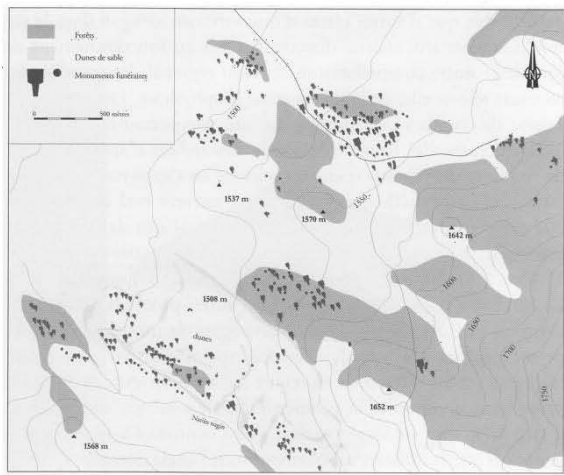 Forêts
Dunes de sable
Monuments funéraires
0 500 mètres
1500
1537 m
1570 m
1550
1642 m
1600
1508 m
1650
dunes
1700
1652 m
1750
1568 m